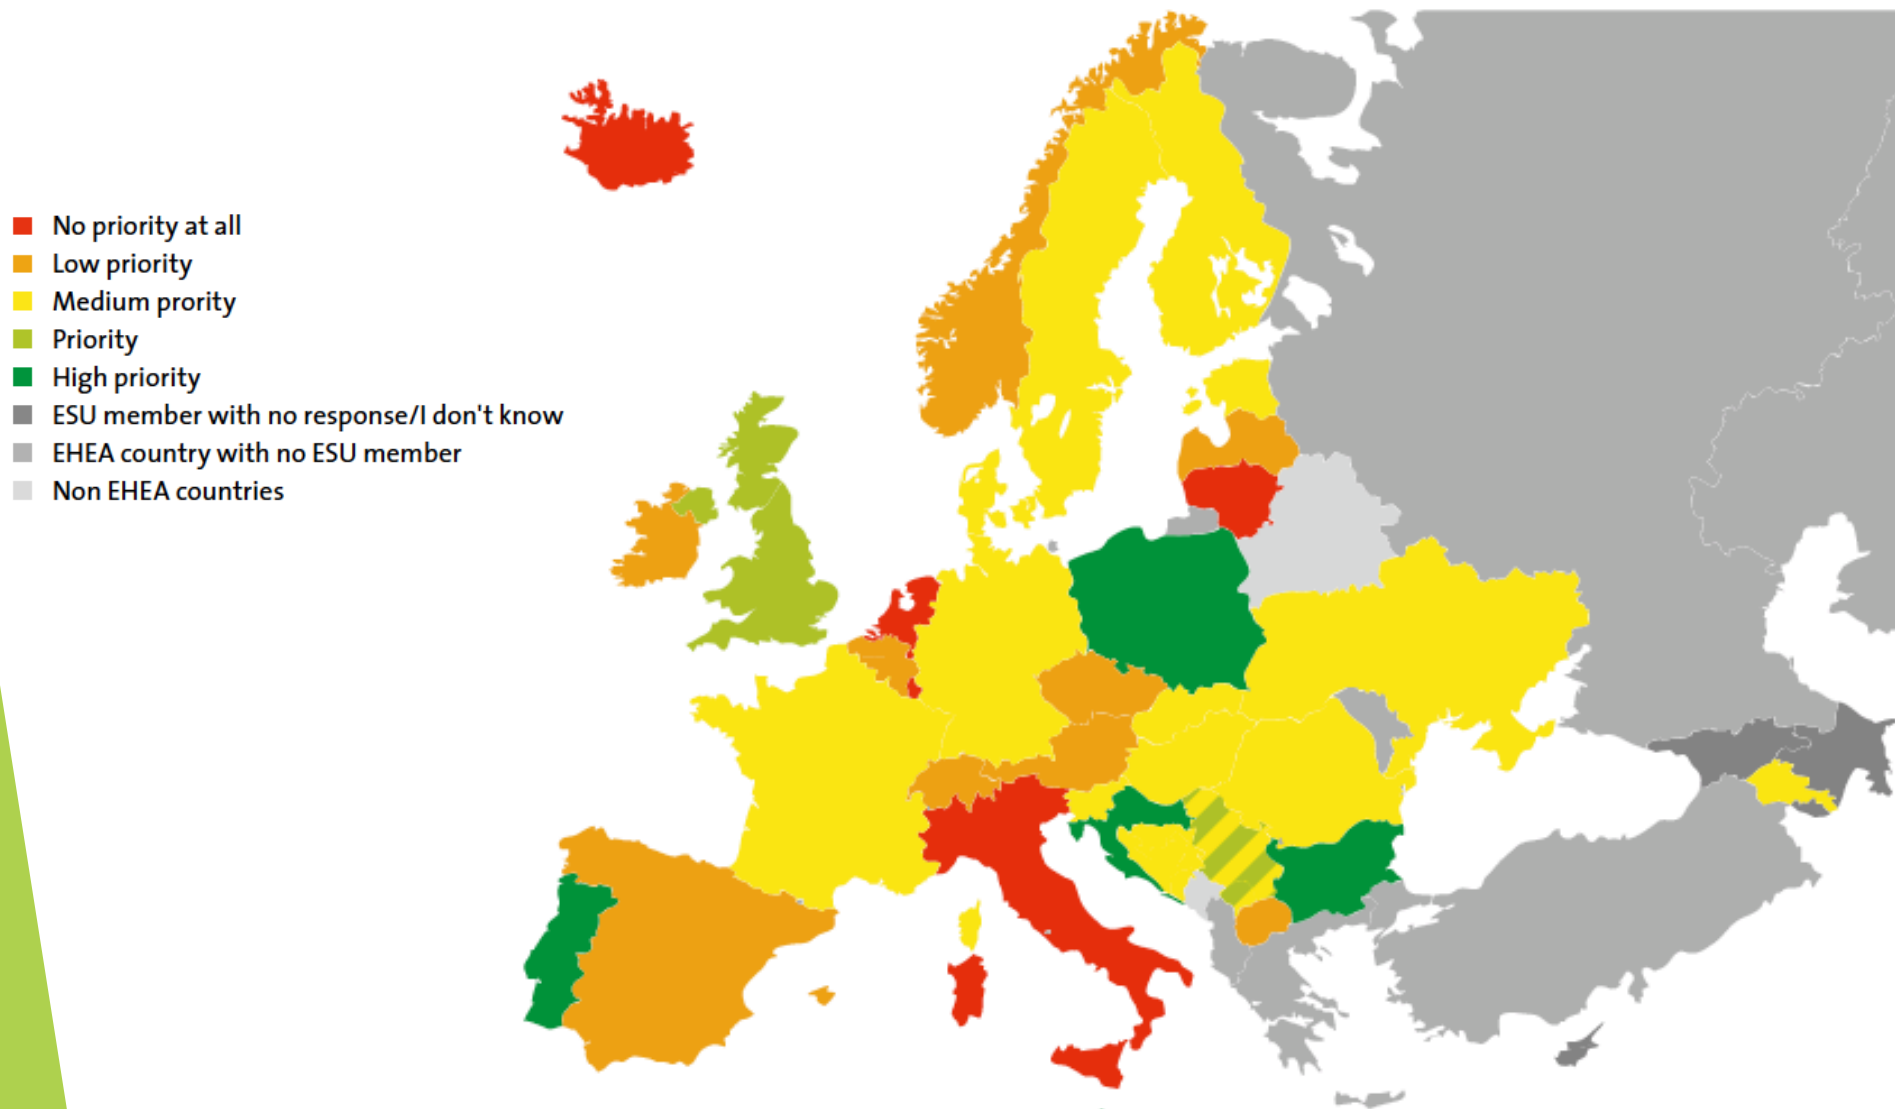 No priority at all
Low priority
Medium prority
Priority
High priority
ESU member with no response/I don't know
EHEA country with no ESU member
Non EHEA countries